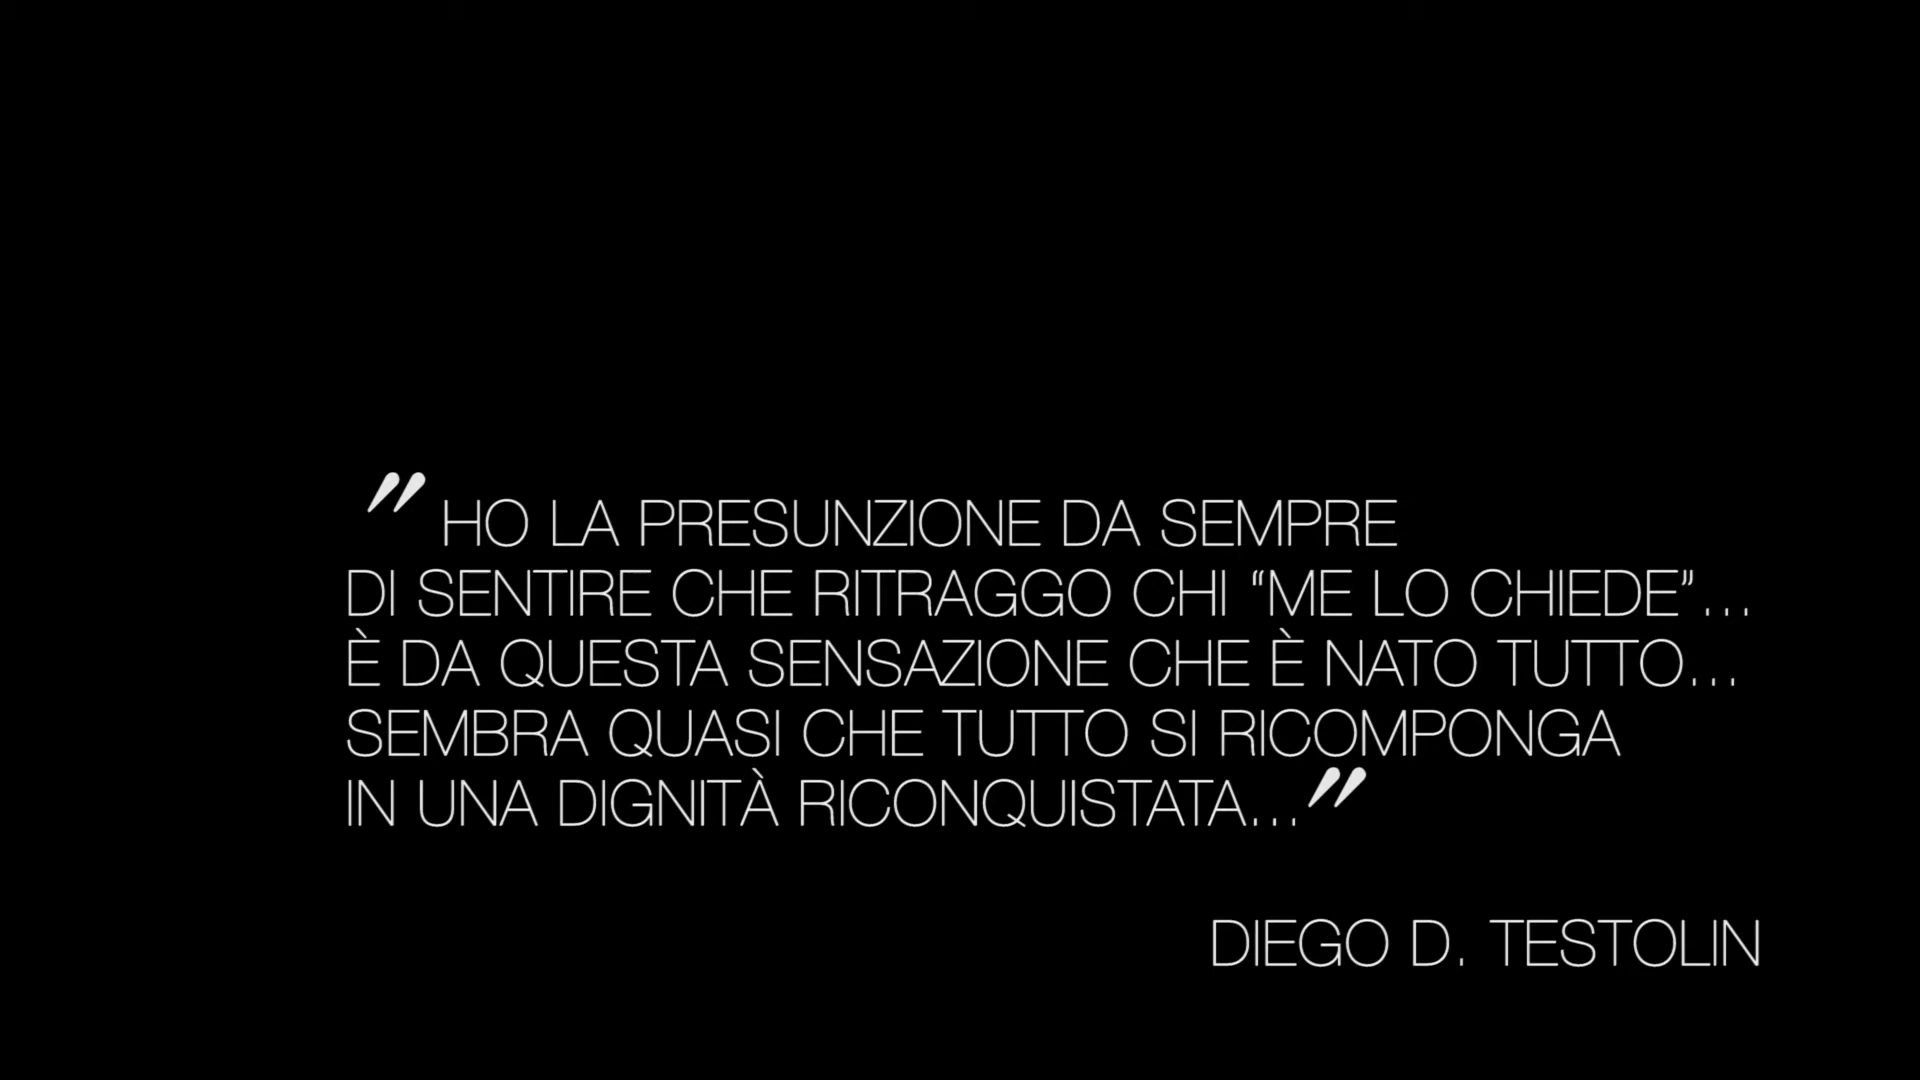 " HO LA PRESUNZIONE DA SEMPRE
DI SENTIRE CHE RITRAGGO CHI “ME LO CHIEDE”...
È DA QUESTA SENSAZIONE CHE È NATO TUTTO...
SEMBRA QUASI CHE TUTTO SI RICOMPONGA
IN UNA DIGNITÀ RICONQUISTATA..."
DIEGO D. TESTOLIN